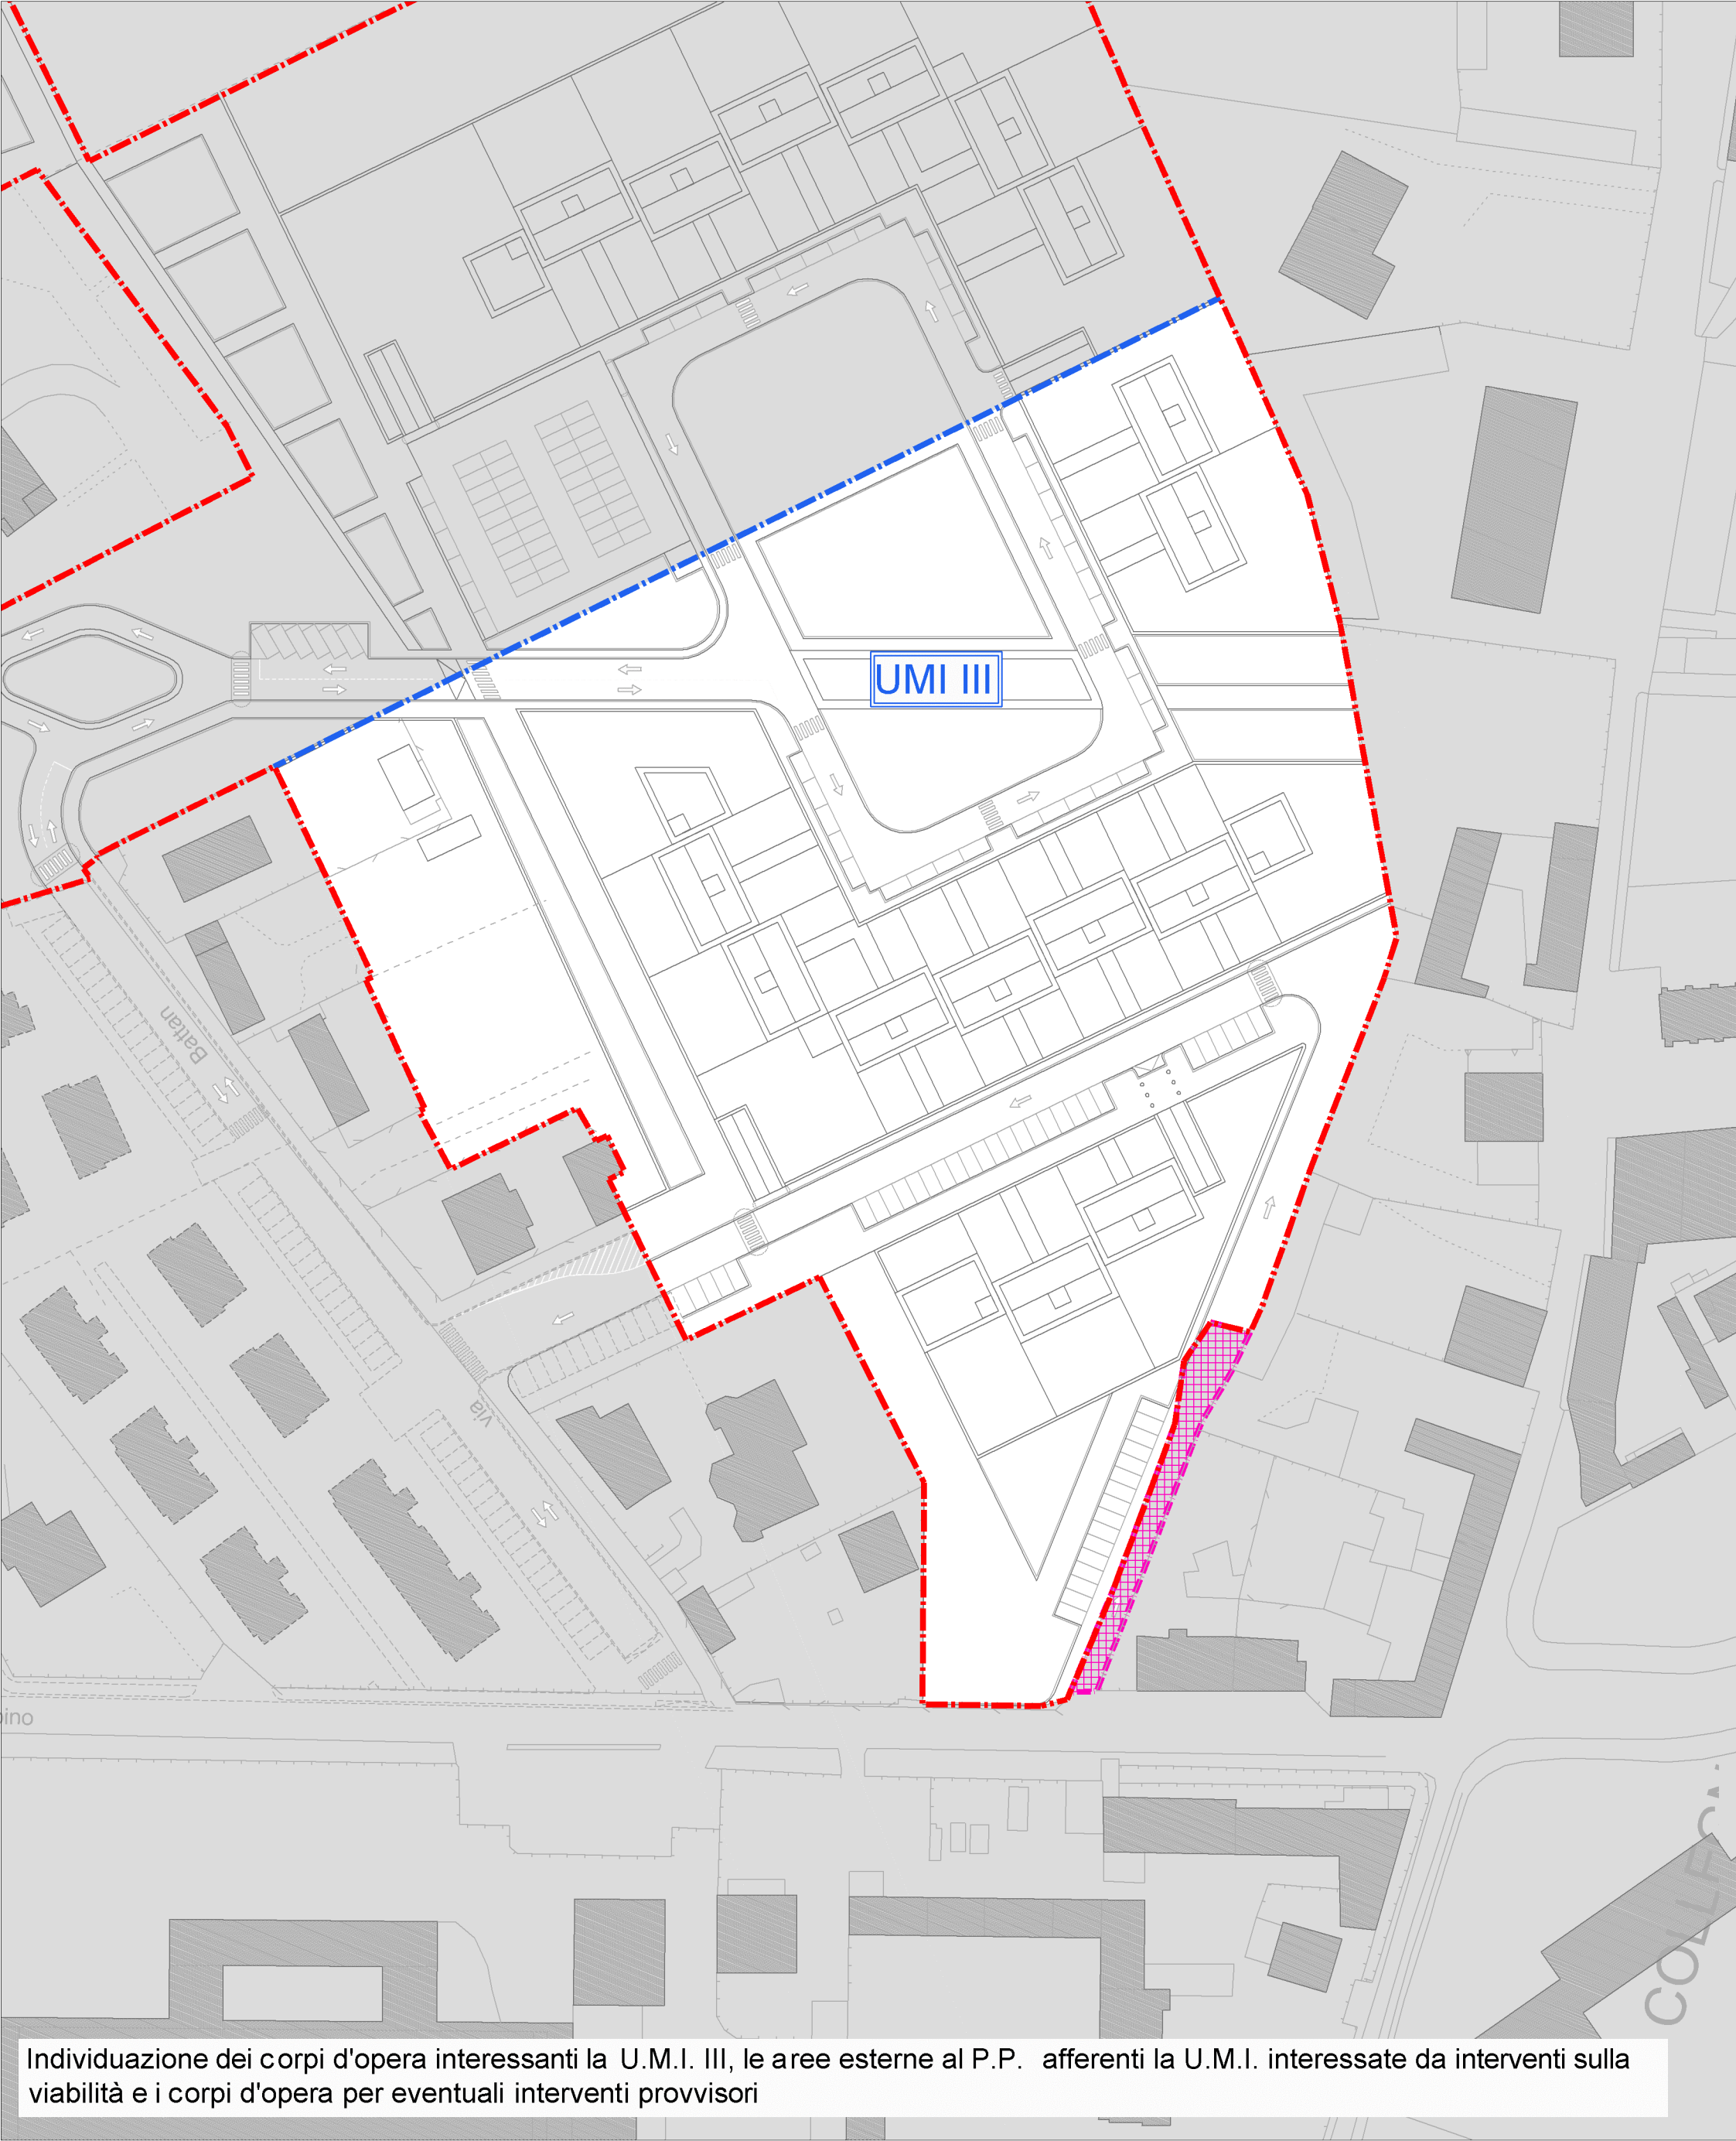 UMI III
Battan
via
pino
Individuazione dei corpi d'opera interessanti la U.M.I. III, le aree esterne al P.P. afferenti la U.M.I. interessate da interventi sulla
viabilità e i corpi d'opera per eventuali interventi provvisori